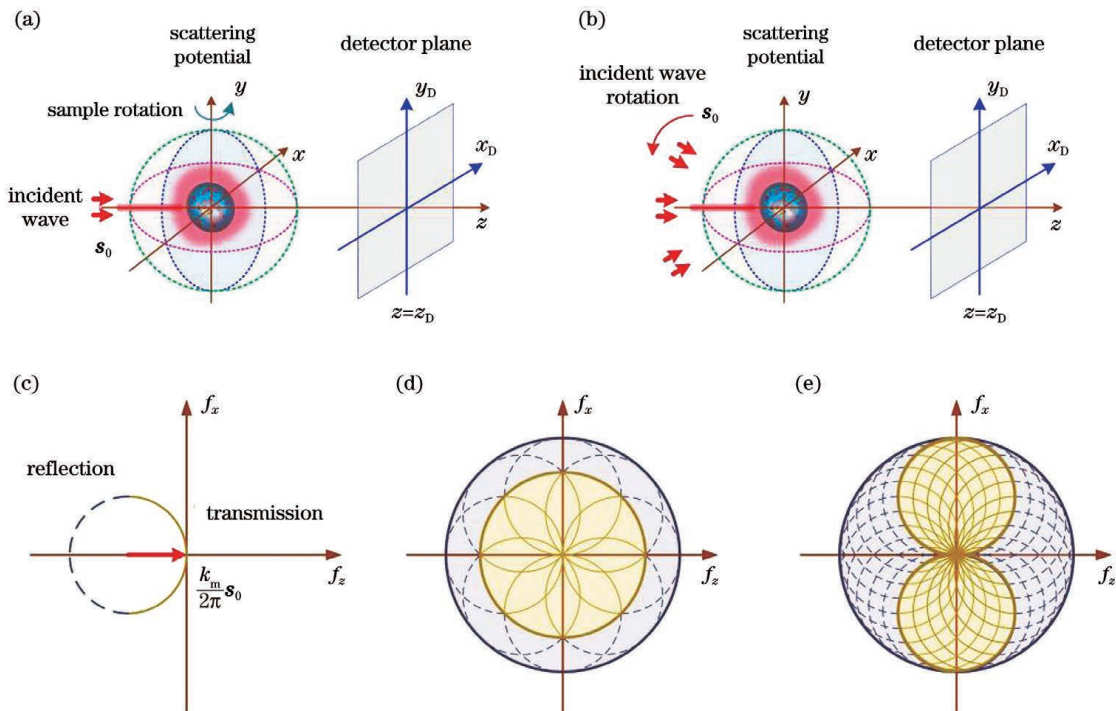 (a)
scattering
potential
detector plane
y
y_D
sample rotation
x
x_D
incident
wave
s_0
z
z=z_D
(b)
scattering
potential
detector plane
incident wave
rotation
y
y_D
s_0
x
x_D
z
z=z_D
(c)
f_x
reflection
transmission
k_m/2π s_0
f_z
(d)
f_x
f_z
(e)
f_x
f_z